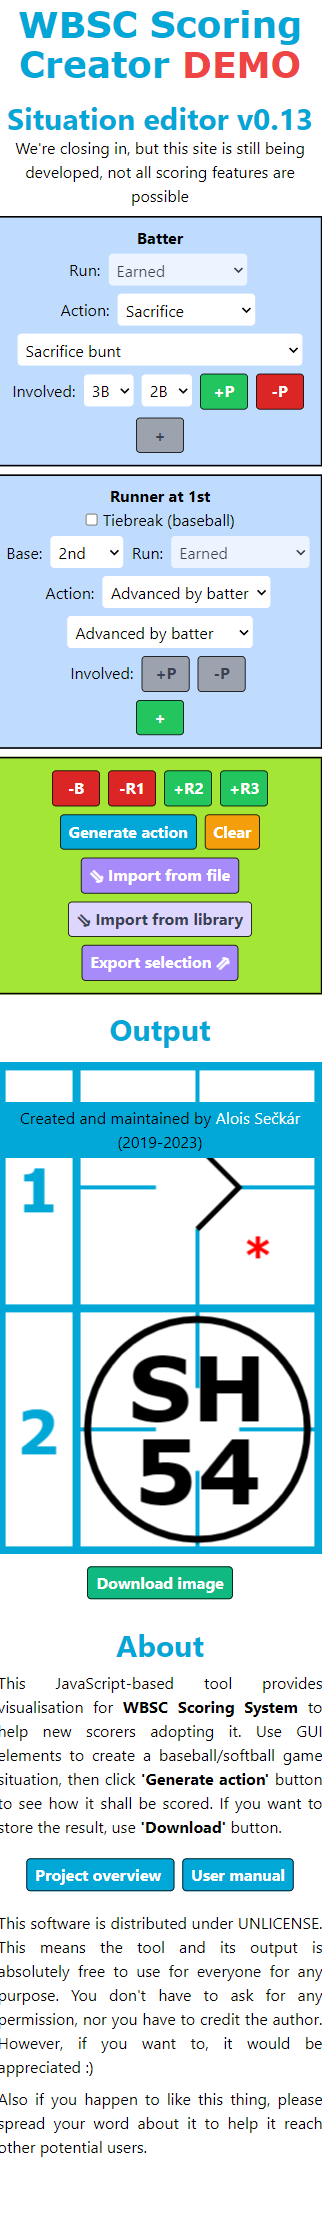 WBSC Scoring
Creator DEMO
Situation editor v0.13
We're closing in, but this site is still being
developed, not all scoring features are
possible
Batter
Run: Earned
Action: Sacrifice
Sacrifice bunt
Involved: 3B 2B +P -P
+
Runner at 1st
Tiebreak (baseball)
Base: 2nd Run: Earned
Action: Advanced by batter
Advanced by batter
Involved: +P -P
+
-B -R1 +R2 +R3
Generate action Clear
⇘ Import from file
⇘ Import from library
Export selection ⇗
Output
Created and maintained by Alois Sečkár
(2019-2023)
1
*
2 SH
54
Download image
About
This JavaScript-based tool provides
visualisation for WBSC Scoring System to
help new scorers adopting it. Use GUI
elements to create a baseball/softball game
situation, then click 'Generate action' button
to see how it shall be scored. If you want to
store the result, use 'Download' button.
Project overview User manual
This software is distributed under UNLICENSE.
This means the tool and its output is
absolutely free to use for everyone for any
purpose. You don't have to ask for any
permission, nor you have to credit the author.
However, if you want to, it would be
appreciated :)
Also if you happen to like this thing, please
spread your word about it to help it reach
other potential users.